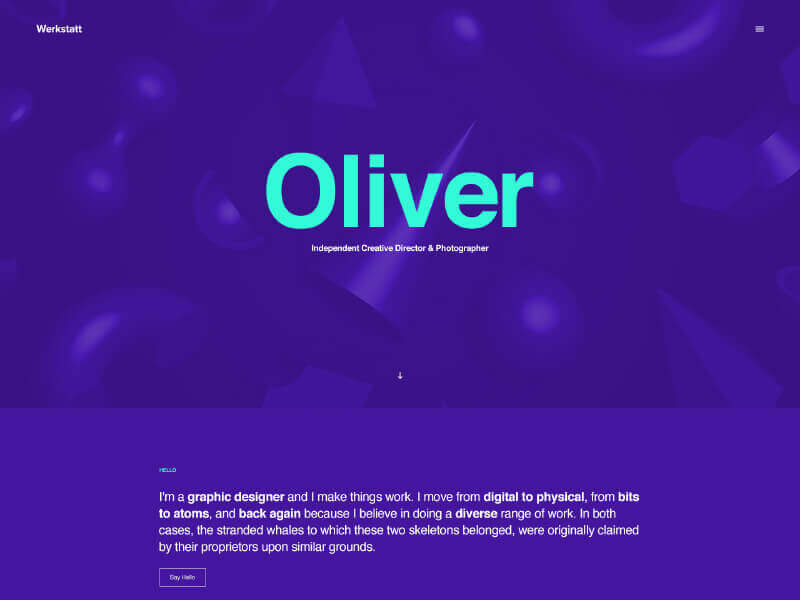 Werkstatt
Oliver
Independent Creative Director & Photographer
HELLO
I'm a graphic designer and I make things work. I move from digital to physical, from bits
to atoms, and back again because I believe in doing a diverse range of work. In both
cases, the stranded whales to which these two skeletons belonged, were originally claimed
by their proprietors upon similar grounds.
Say Hello